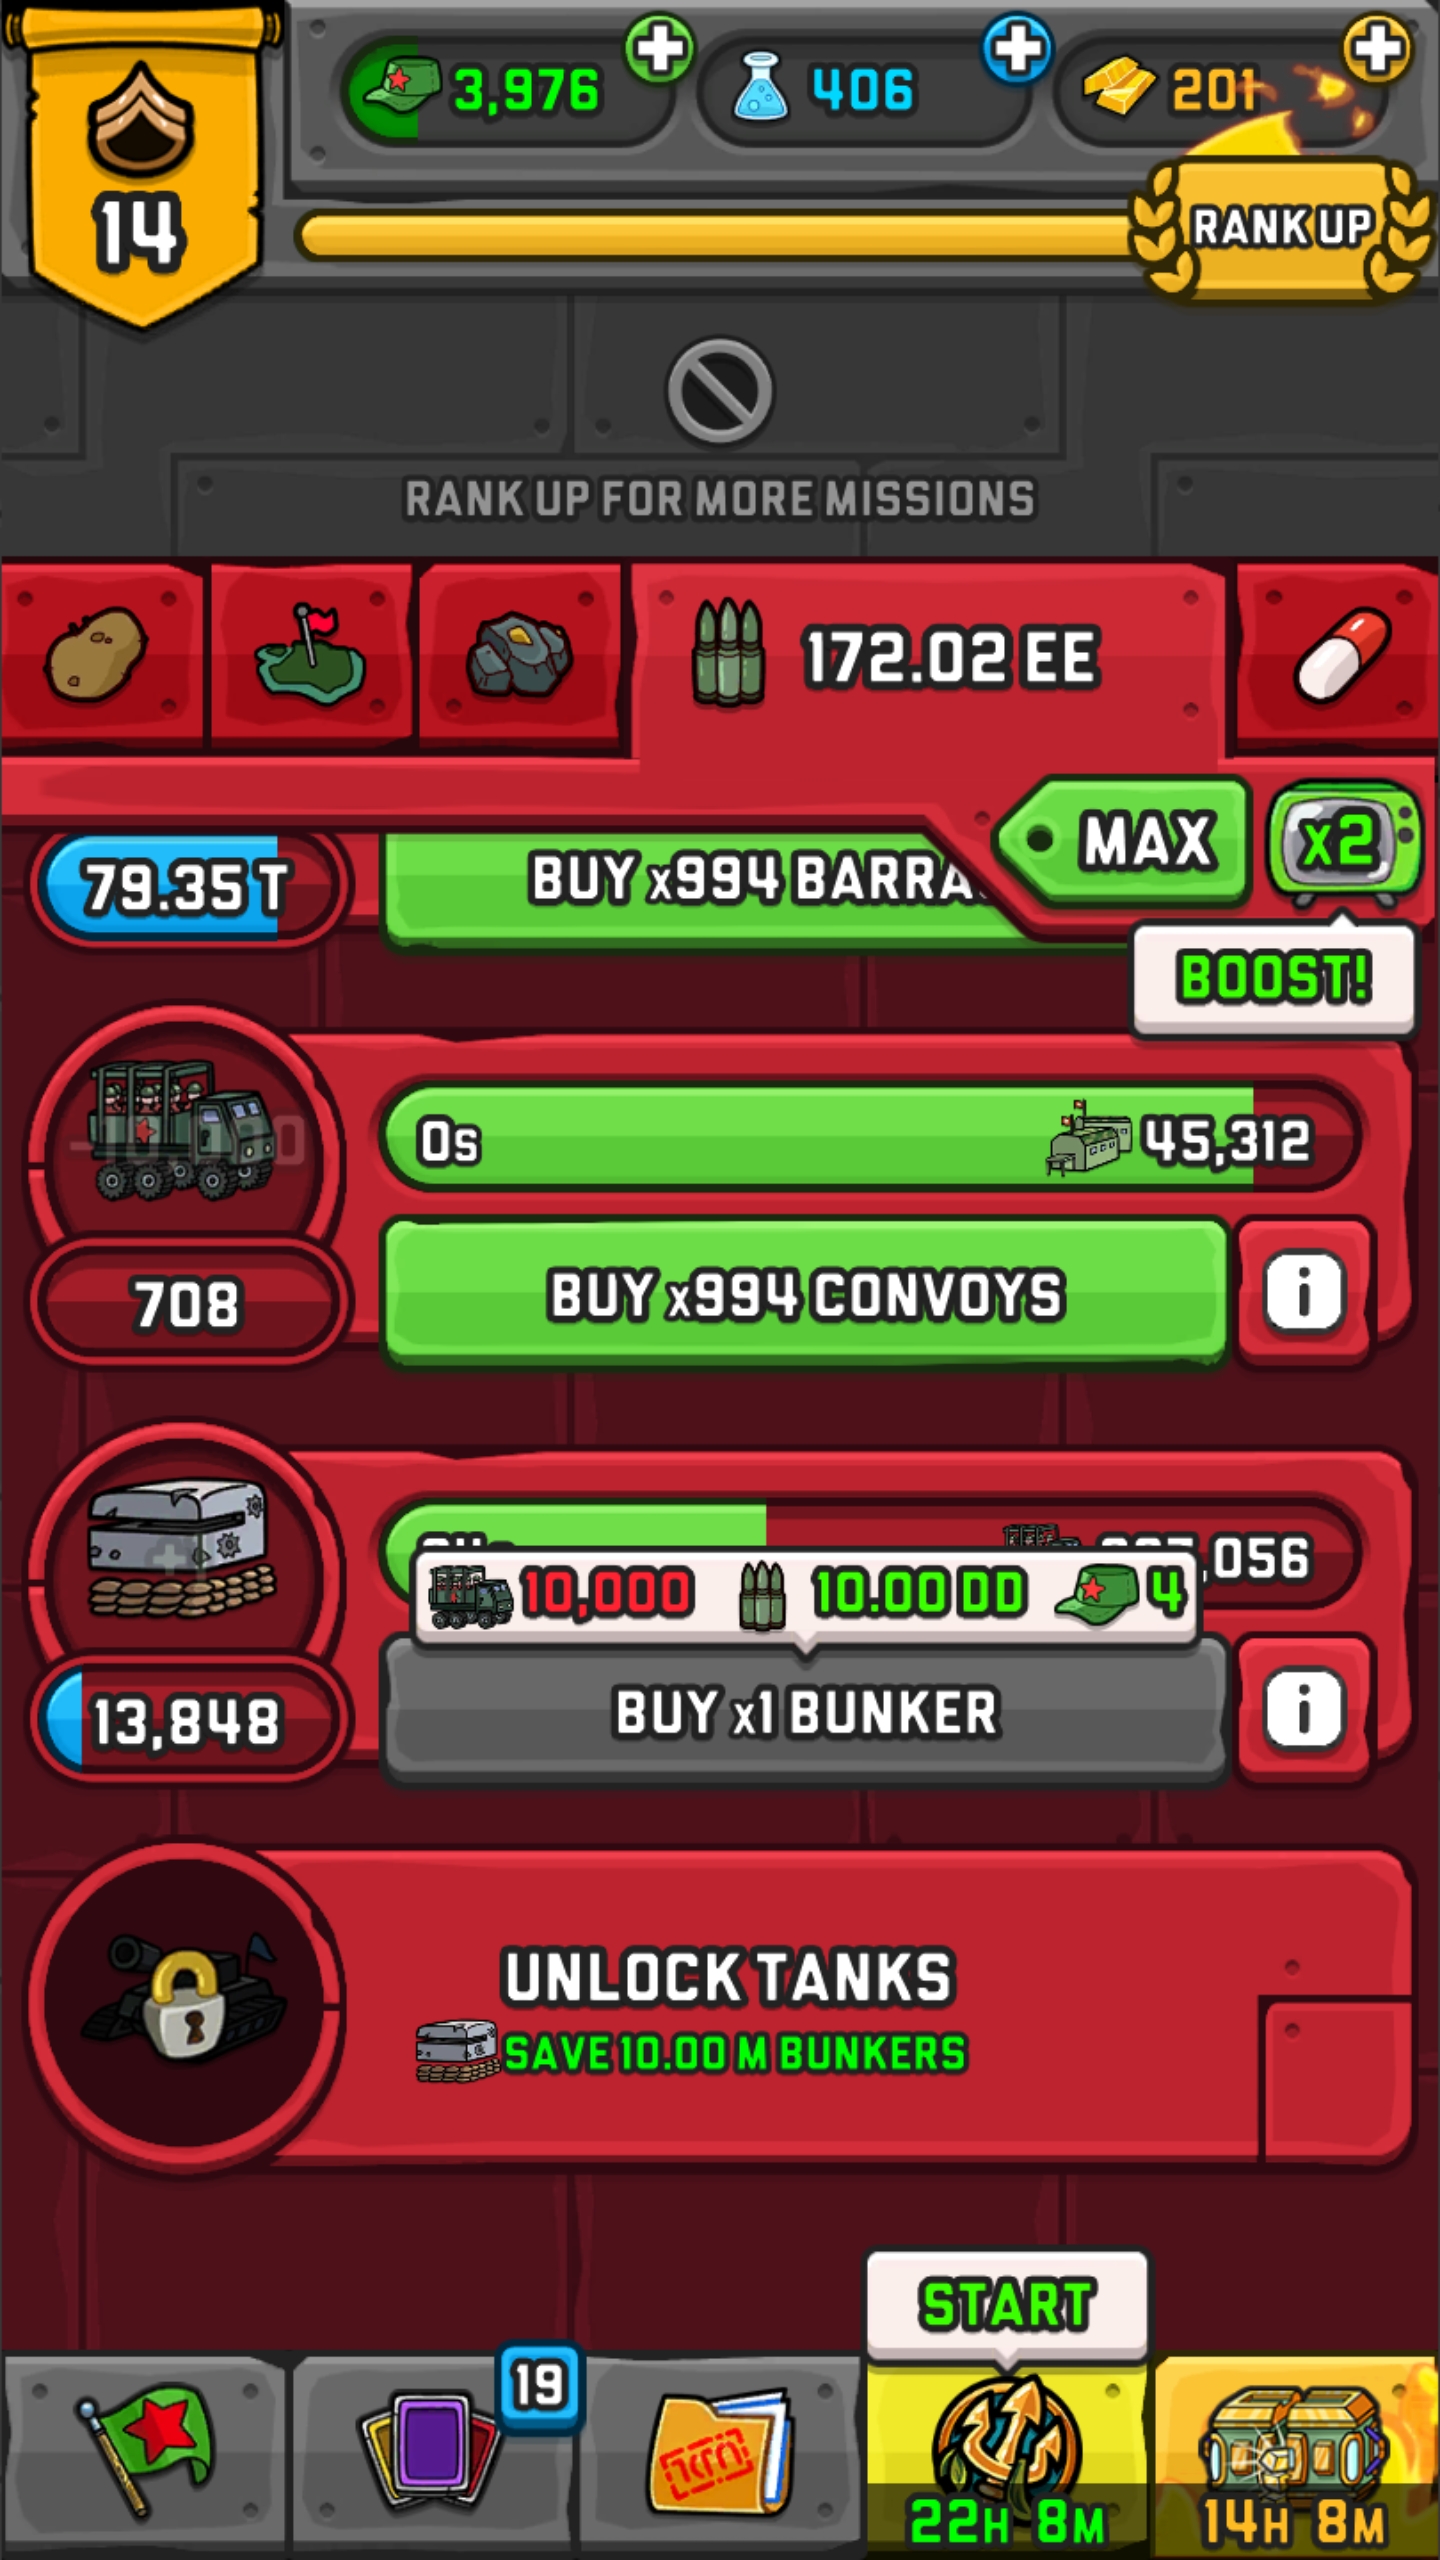 3,976
406
201
14
RANK UP
RANK UP FOR MORE MISSIONS
172.02 EE
MAX
x2
79.35 T
BUY x994
BOOST!
0s
45,312
-10,000
708
BUY x994 CONVOYS
,056
10,000
10.00 DD
4
13,848
BUY x1 BUNKER
UNLOCK TANKS
SAVE 10.00 M BUNKERS
START
19
22H 8M
14H 8M